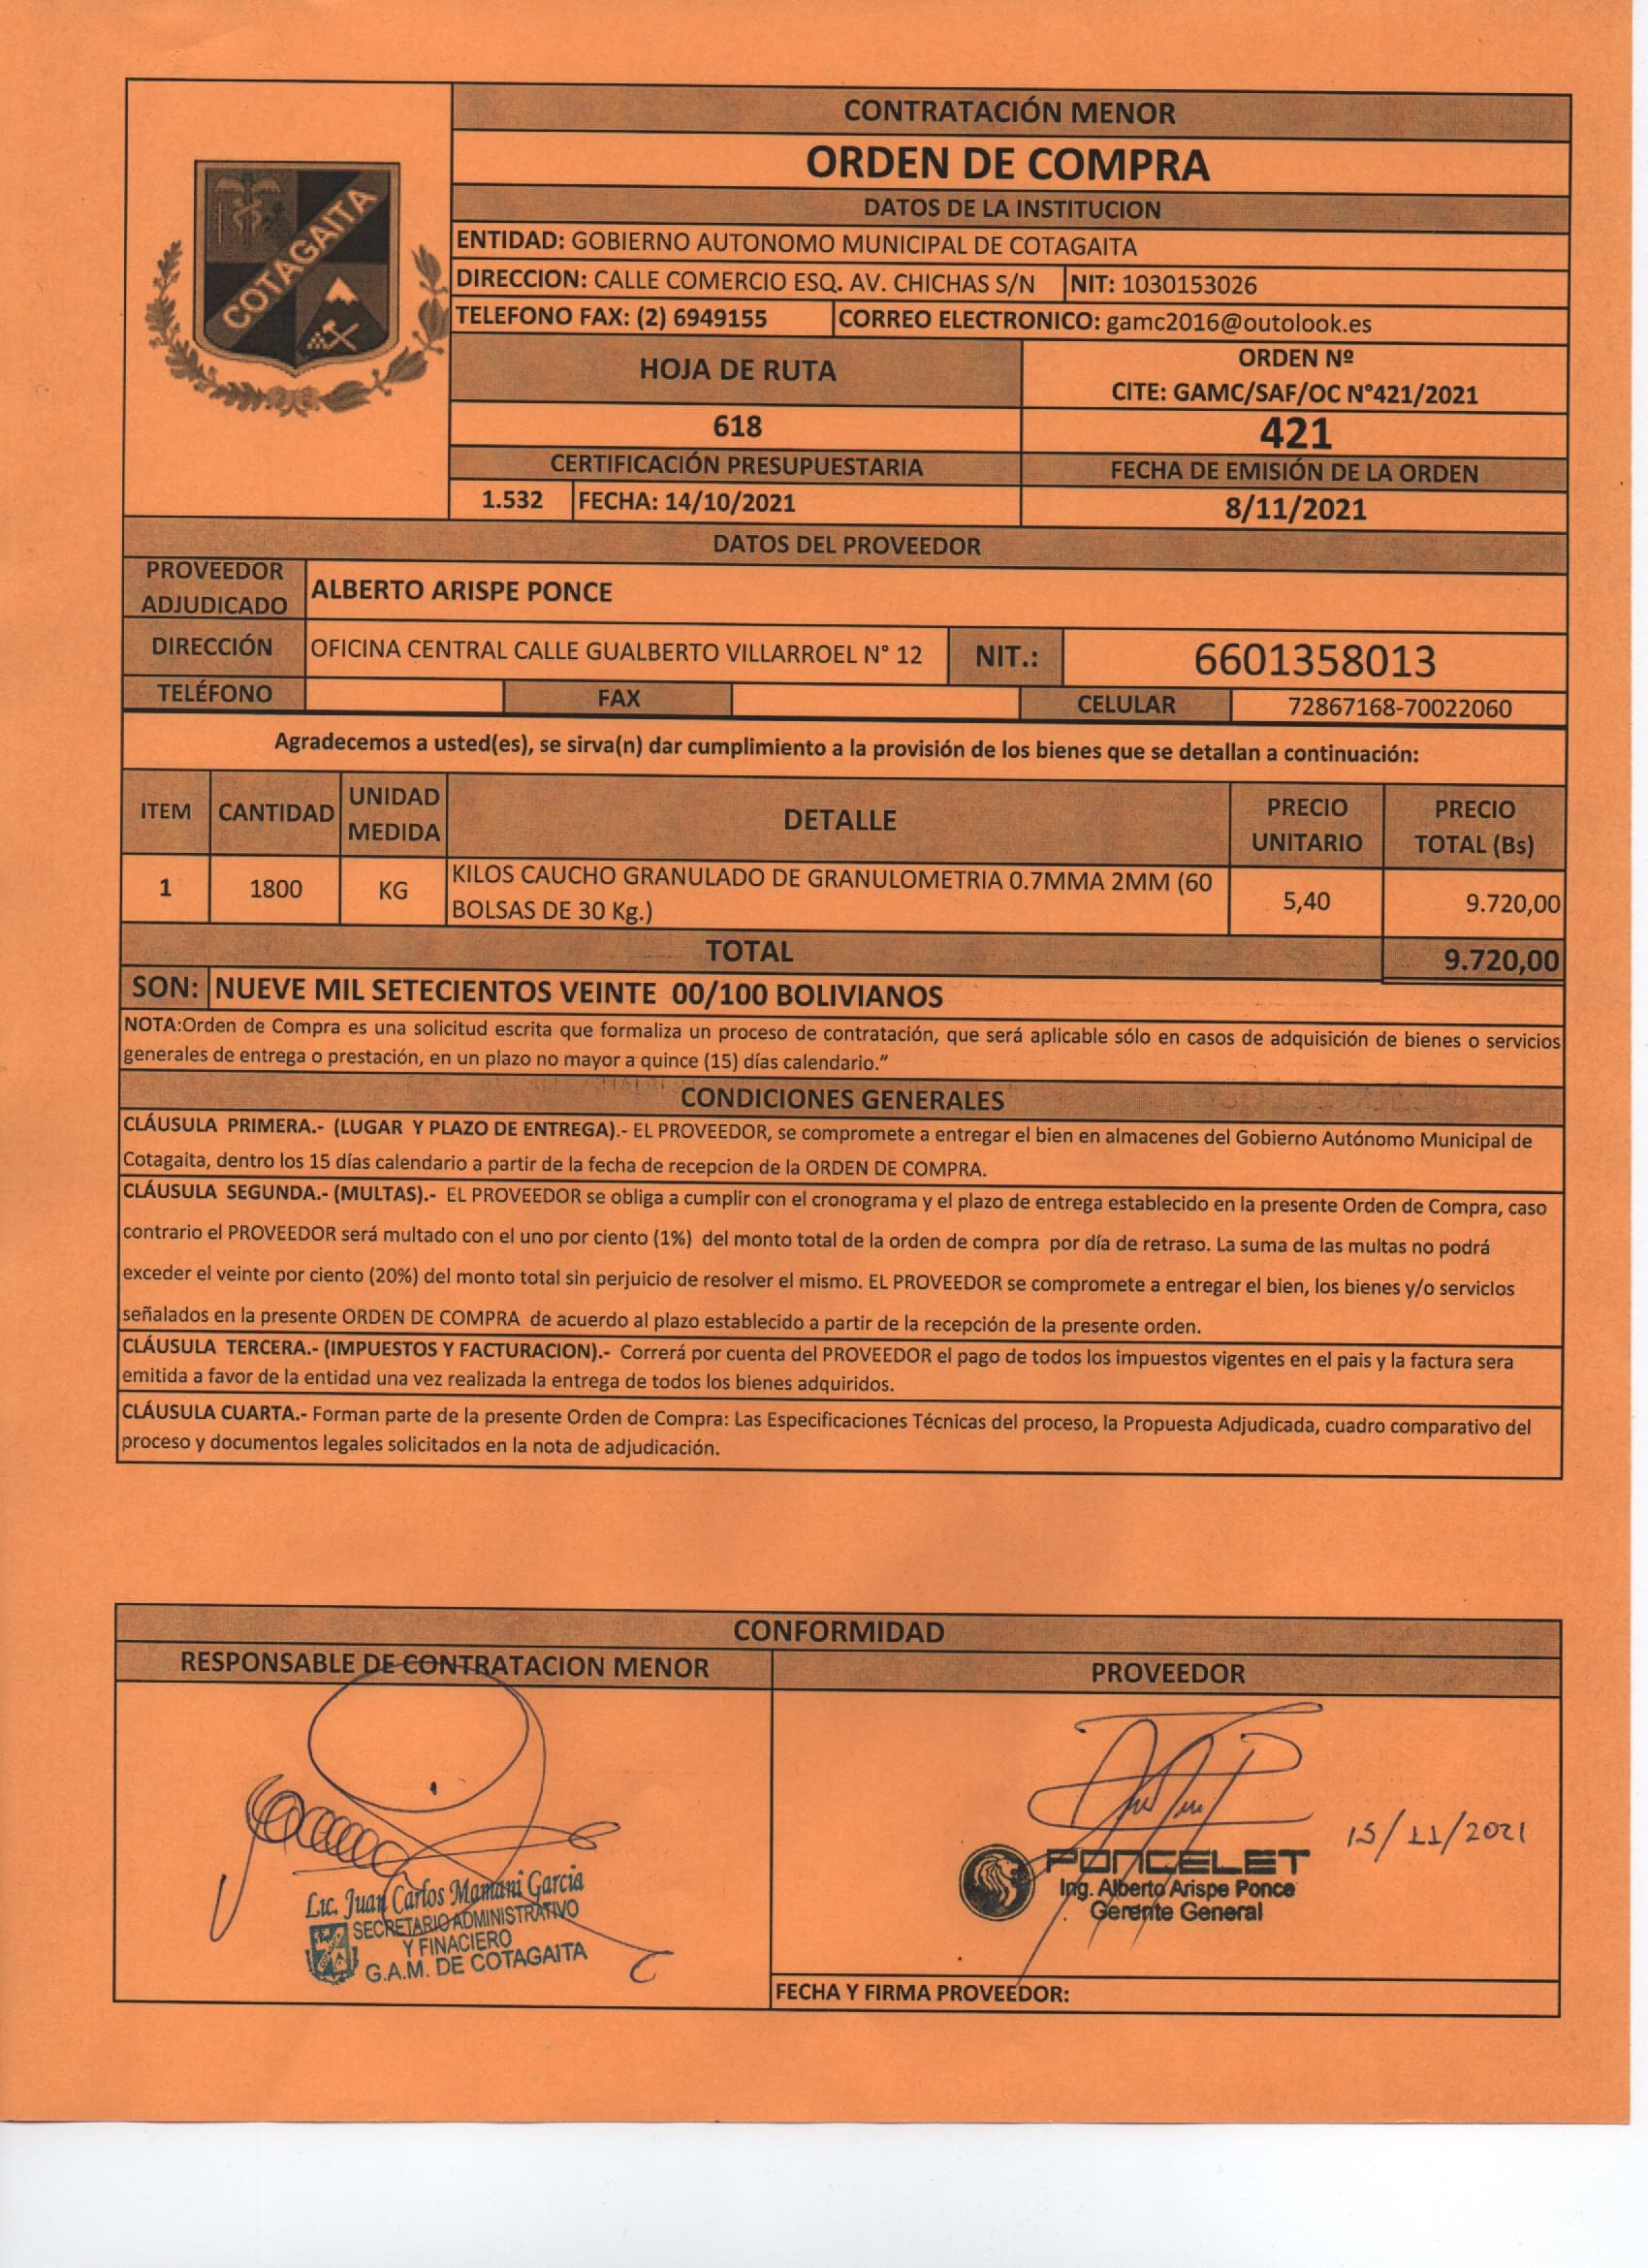 COTAGAITA
CONTRATACIÓN MENOR
ORDEN DE COMPRA
DATOS DE LA INSTITUCION
ENTIDAD: GOBIERNO AUTONOMO MUNICIPAL DE COTAGAITA
DIRECCION: CALLE COMERCIO ESQ. AV. CHICHAS S/N NIT: 1030153026
TELEFONO FAX: (2) 6949155 CORREO ELECTRONICO: gamc2016@outolook.es
HOJA DE RUTA
ORDEN Nº
CITE: GAMC/SAF/OC N°421/2021
618 421
CERTIFICACIÓN PRESUPUESTARIA FECHA DE EMISIÓN DE LA ORDEN
1.532 FECHA: 14/10/2021 8/11/2021
DATOS DEL PROVEEDOR
PROVEEDOR
ADJUDICADO
ALBERTO ARISPE PONCE
DIRECCIÓN OFICINA CENTRAL CALLE GUALBERTO VILLARROEL N° 12 NIT.: 6601358013
TELÉFONO FAX CELULAR 72867168-70022060
Agradecemos a usted(es), se sirva(n) dar cumplimiento a la provisión de los bienes que se detallan a continuación:
ITEM CANTIDAD UNIDAD MEDIDA DETALLE PRECIO UNITARIO PRECIO TOTAL (Bs)
1 1800 KG KILOS CAUCHO GRANULADO DE GRANULOMETRIA 0.7MMA 2MM (60
BOLSAS DE 30 Kg.) 5,40 9.720,00
TOTAL 9.720,00
SON: NUEVE MIL SETECIENTOS VEINTE 00/100 BOLIVIANOS
NOTA:Orden de Compra es una solicitud escrita que formaliza un proceso de contratación, que será aplicable sólo en casos de adquisición de bienes o servicios
generales de entrega o prestación, en un plazo no mayor a quince (15) días calendario.”
CONDICIONES GENERALES
CLÁUSULA PRIMERA.- (LUGAR Y PLAZO DE ENTREGA).- EL PROVEEDOR, se compromete a entregar el bien en almacenes del Gobierno Autónomo Municipal de
Cotagaita, dentro los 15 días calendario a partir de la fecha de recepcion de la ORDEN DE COMPRA.
CLÁUSULA SEGUNDA.- (MULTAS).- EL PROVEEDOR se obliga a cumplir con el cronograma y el plazo de entrega establecido en la presente Orden de Compra, caso
contrario el PROVEEDOR será multado con el uno por ciento (1%) del monto total de la orden de compra por día de retraso. La suma de las multas no podrá
exceder el veinte por ciento (20%) del monto total sin perjuicio de resolver el mismo. EL PROVEEDOR se compromete a entregar el bien, los bienes y/o servicios
señalados en la presente ORDEN DE COMPRA de acuerdo al plazo establecido a partir de la recepción de la presente orden.
CLÁUSULA TERCERA.- (IMPUESTOS Y FACTURACION).- Correrá por cuenta del PROVEEDOR el pago de todos los impuestos vigentes en el pais y la factura sera
emitida a favor de la entidad una vez realizada la entrega de todos los bienes adquiridos.
CLÁUSULA CUARTA.- Forman parte de la presente Orden de Compra: Las Especificaciones Técnicas del proceso, la Propuesta Adjudicada, cuadro comparativo del
proceso y documentos legales solicitados en la nota de adjudicación.
CONFORMIDAD
RESPONSABLE DE CONTRATACION MENOR PROVEEDOR
Lic. Juan Carlos Mamani Garcia
SECRETARIO ADMINISTRATIVO
Y FINACIERO
G.A.M. DE COTAGAITA
15/11/2021
PONCELET
Ing. Alberto Arispe Ponce
Gerente General
FECHA Y FIRMA PROVEEDOR: